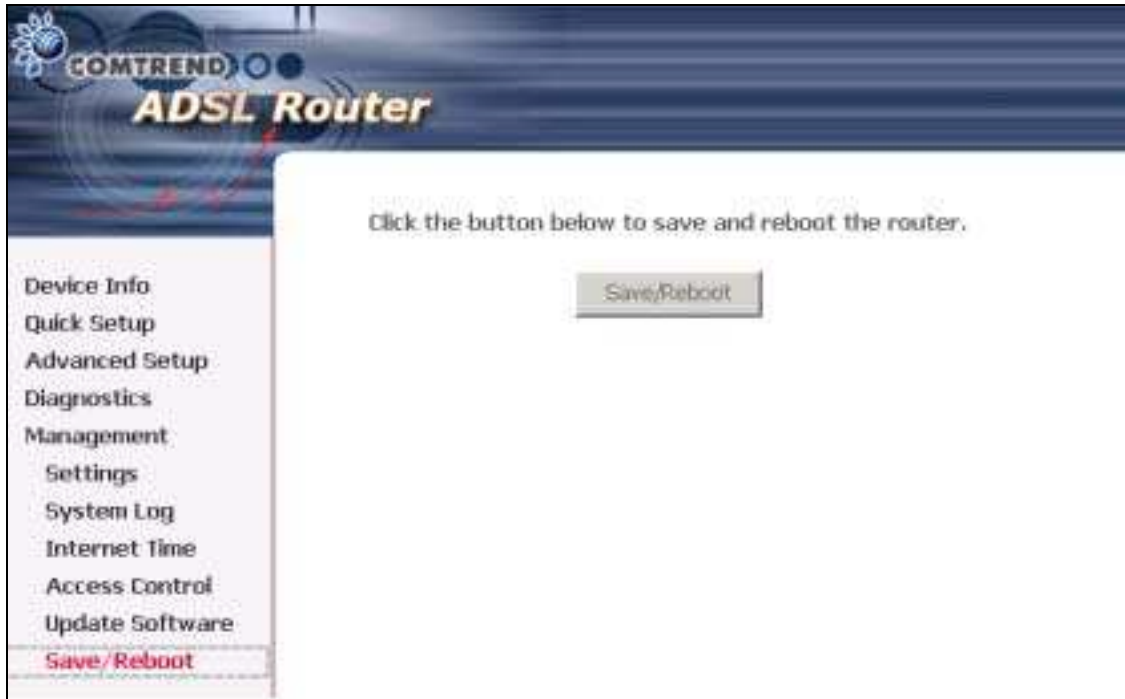 COMTREND
ADSL Router
Click the button below to save and reboot the router.
Save/Reboot
Device Info
Quick Setup
Advanced Setup
Diagnostics
Management
Settings
System Log
Internet Time
Access Control
Update Software
Save/Reboot